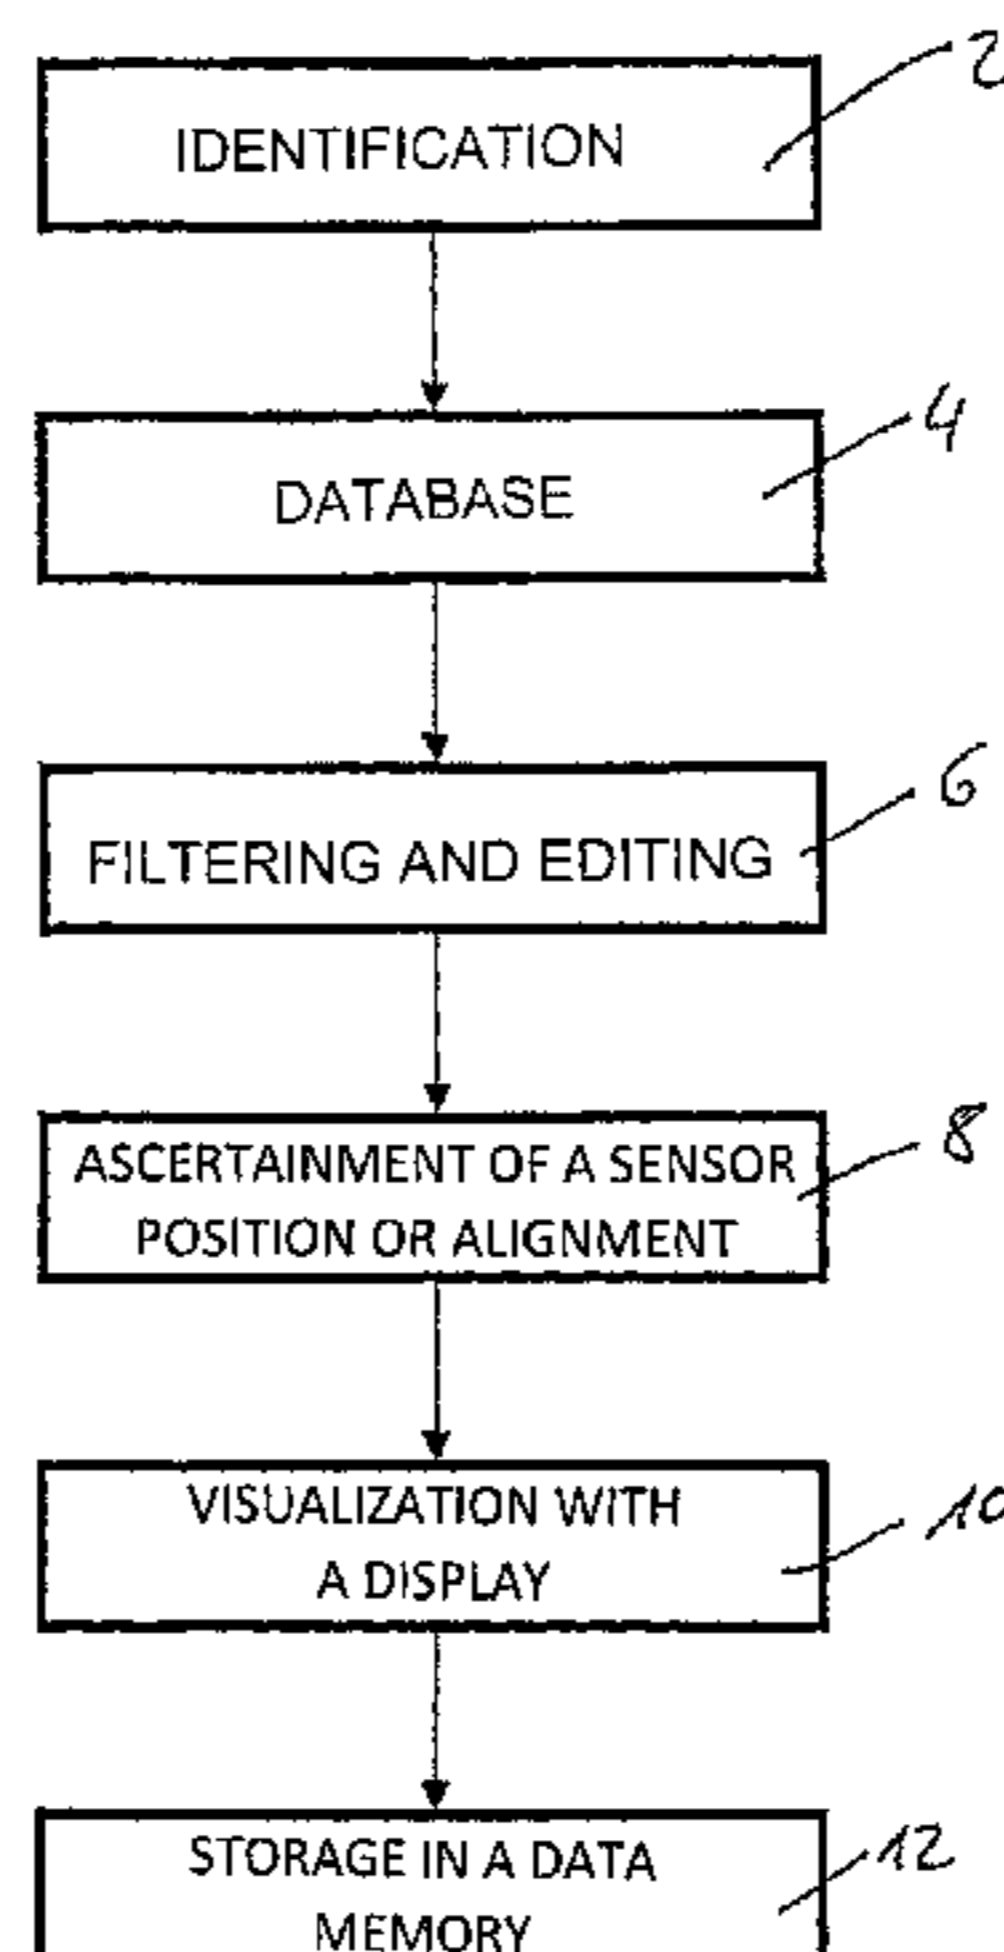 IDENTIFICATION
2
DATABASE
4
FILTERING AND EDITING
6
ASCERTAINMENT OF A SENSOR
POSITION OR ALIGNMENT
8
VISUALIZATION WITH
A DISPLAY
10
STORAGE IN A DATA
MEMORY
12